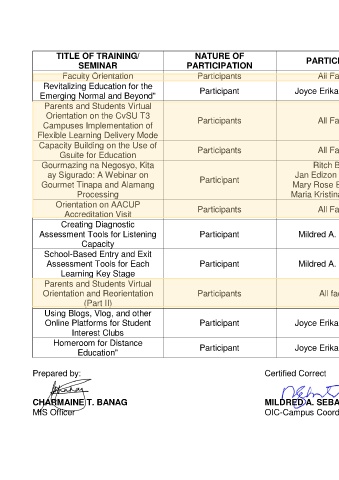 TITLE OF TRAINING/
SEMINAR
NATURE OF
PARTICIPATION
PARTICI
Faculty Orientation
Participants
All Fa
Revitalizing Education for the
Emerging Normal and Beyond"
Participant
Joyce Erika
Parents and Students Virtual
Orientation on the CvSU T3
Campuses Implementation of
Flexible Learning Delivery Mode
Participants
All Fa
Capacity Building on the Use of
Gsuite for Education
Participants
All Fa
Gourmazing na Negosyo, Kita
ay Sigurado: A Webinar on
Gourmet Tinapa and Alamang
Processing
Participant
Ritch B
Jan Edizon
Mary Rose B
Maria Kristina
Orientation on AACUP
Accreditation Visit
Participants
All Fa
Creating Diagnostic
Assessment Tools for Listening
Capacity
Participant
Mildred A.
School-Based Entry and Exit
Assessment Tools for Each
Learning Key Stage
Participant
Mildred A.
Parents and Students Virtual
Orientation and Reorientation
(Part II)
Participants
All fac
Using Blogs, Vlog, and other
Online Platforms for Student
Interest Clubs
Participant
Joyce Erika
Homeroom for Distance
Education"
Participant
Joyce Erika
Prepared by:
Certified Correct
CHARMAINE T. BANAG
MIS Officer
MILDRED A. SEBA
OIC-Campus Coord